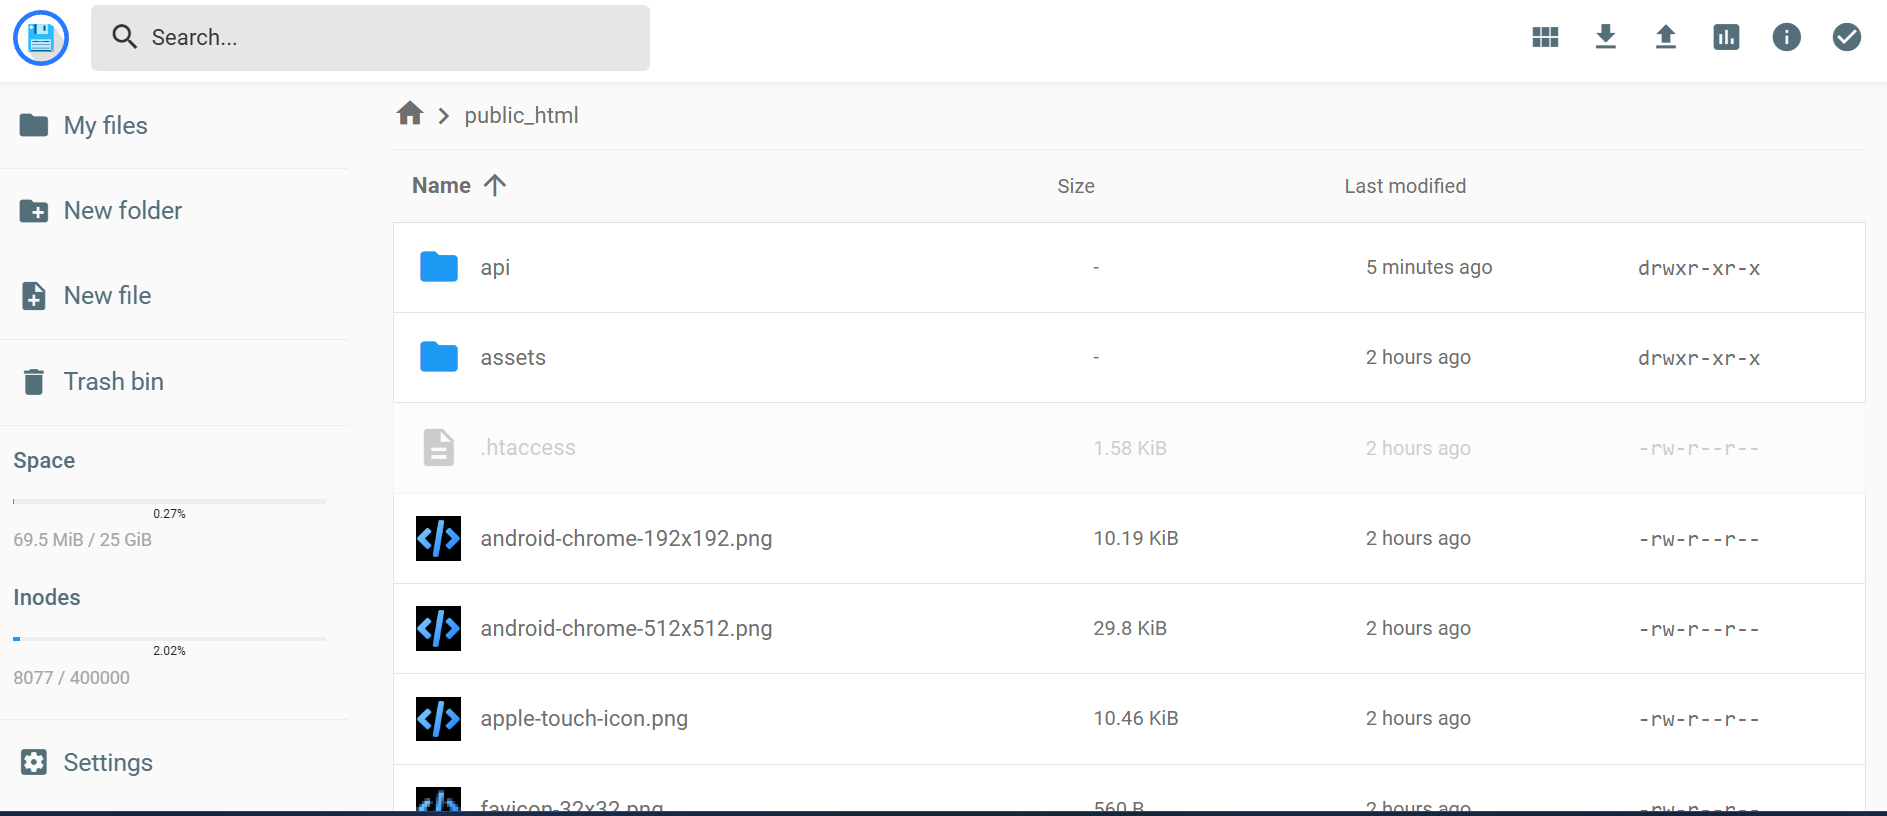 Search...
My files
New folder
New file
Trash bin
Space
0.27%
69.5 MiB / 25 GiB
Inodes
2.02%
8077 / 400000
Settings
public_html
Name Size Last modified
api - 5 minutes ago drwxr-xr-x
assets - 2 hours ago drwxr-xr-x
.htaccess 1.58 KiB 2 hours ago -rw-r--r--
android-chrome-192x192.png 10.19 KiB 2 hours ago -rw-r--r--
android-chrome-512x512.png 29.8 KiB 2 hours ago -rw-r--r--
apple-touch-icon.png 10.46 KiB 2 hours ago -rw-r--r--
favicon-32x32.png 560 B 2 hours ago -rw-r--r--